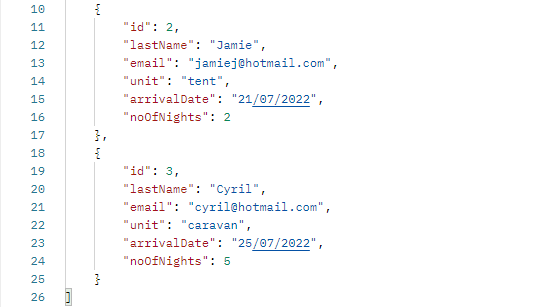 10 {
11 "id": 2,
12 "lastName": "Jamie",
13 "email": "jamiej@hotmail.com",
14 "unit": "tent",
15 "arrivalDate": "21/07/2022",
16 "noOfNights": 2
17 },
18 {
19 "id": 3,
20 "lastName": "Cyril",
21 "email": "cyril@hotmail.com",
22 "unit": "caravan",
23 "arrivalDate": "25/07/2022",
24 "noOfNights": 5
25 }
26 ]